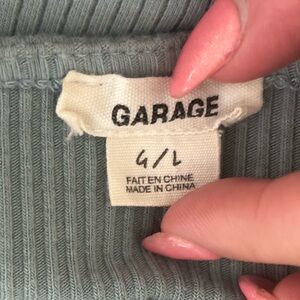 GARAGE
G/L
FAIT EN CHINE
MADE IN CHINA